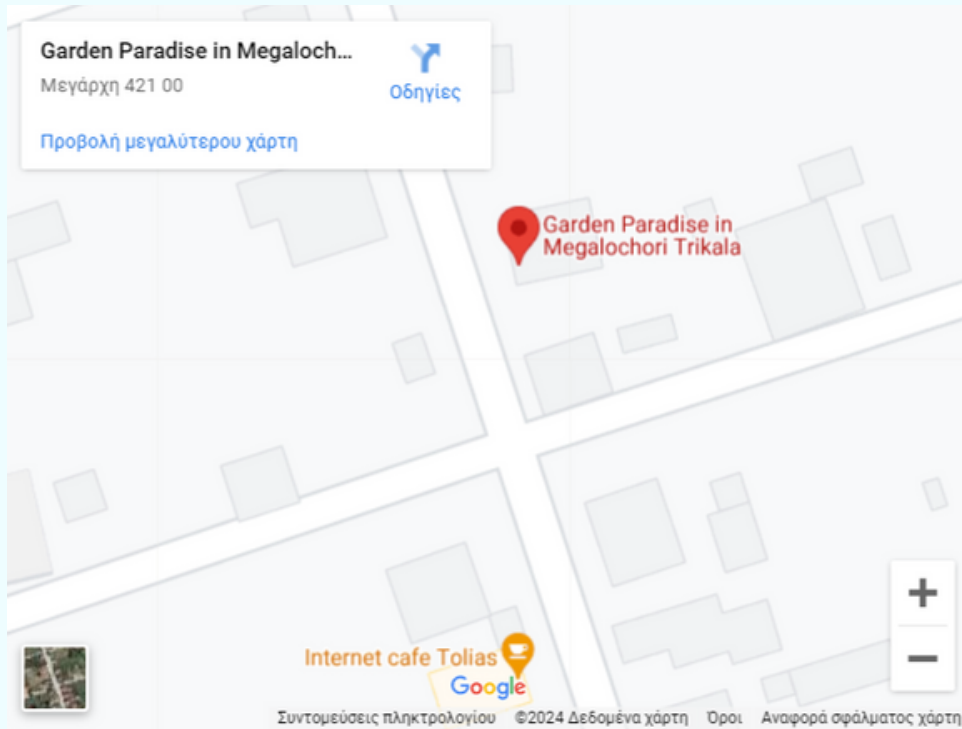 Garden Paradise in Megaloch...
Μεγάρχη 421 00
Οδηγίες
Προβολή μεγαλύτερου χάρτη
Garden Paradise in
Megalochori Trikala
Internet cafe Tolias
Google
Συντομεύσεις πληκτρολογίου ©2024 Δεδομένα χάρτη Όροι Αναφορά σφάλματος χάρτη